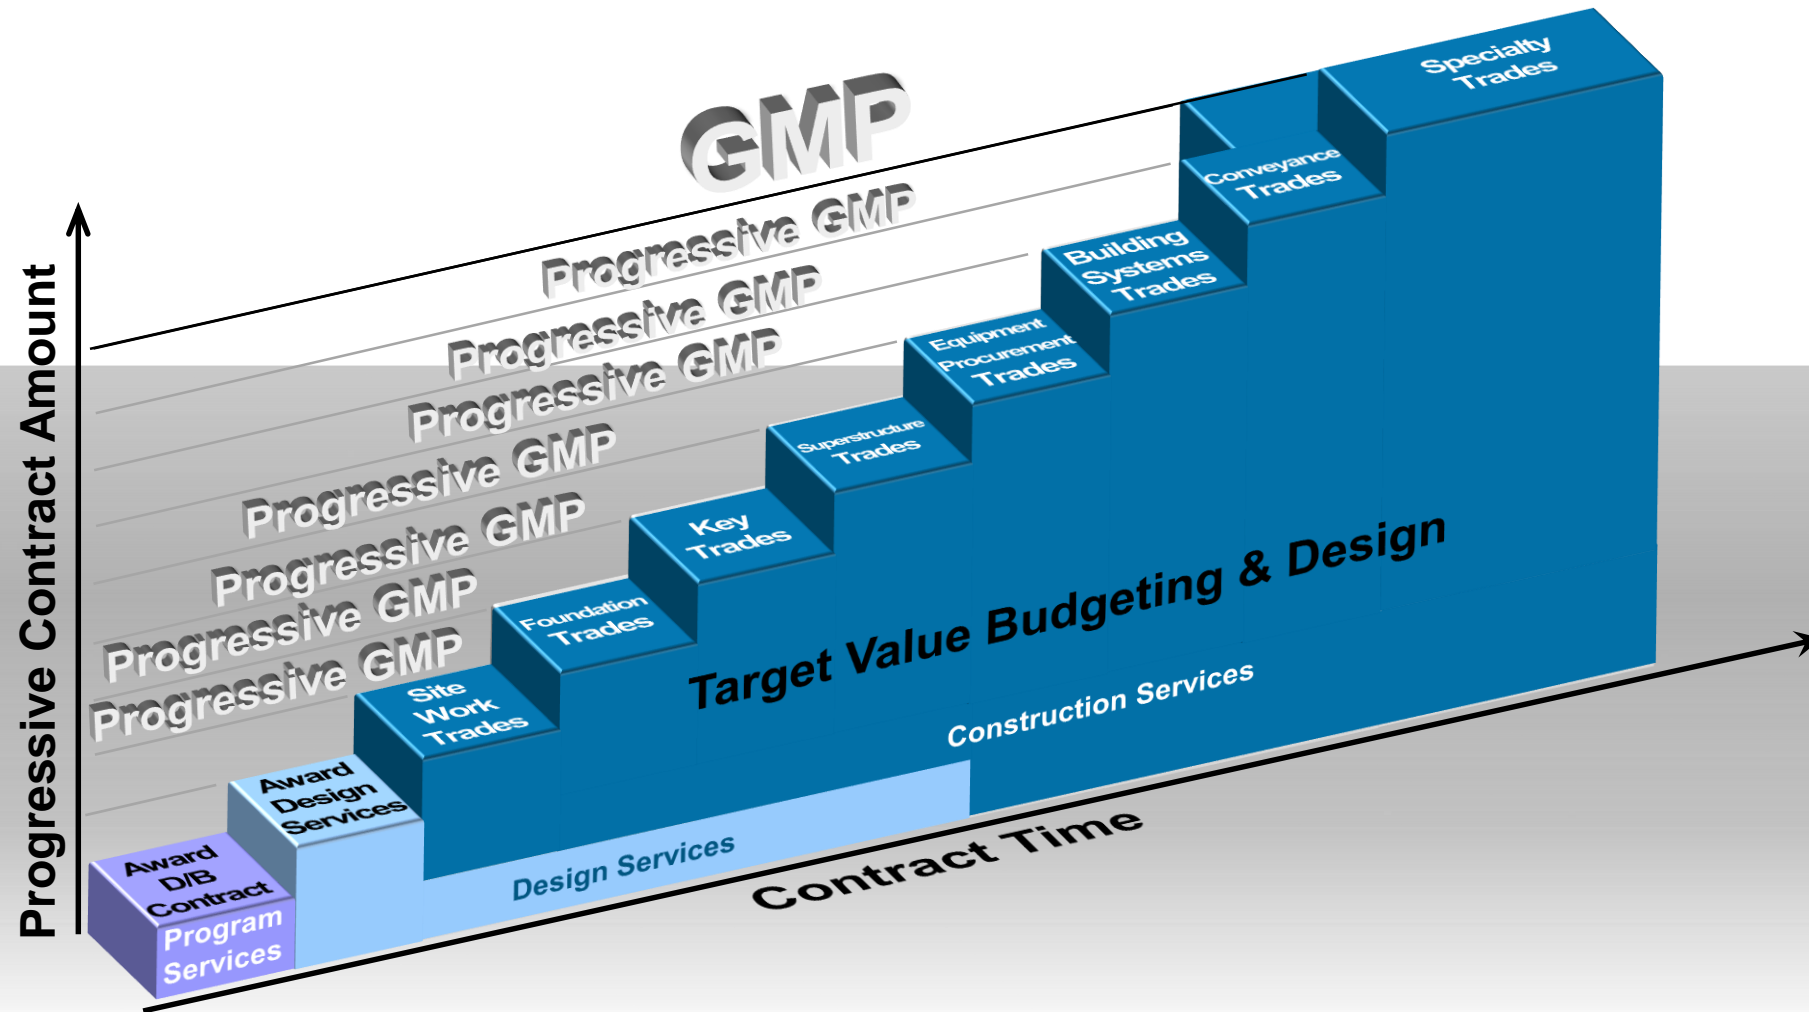 GMP
Progressive GMP
Progressive GMP
Progressive GMP
Progressive GMP
Progressive GMP
Progressive GMP
Progressive GMP
Progressive Contract Amount
Specialty
Trades
Conveyance
Trades
Building
Systems
Trades
Equipment
Procurement
Trades
Superstructure
Trades
Key
Trades
Foundation
Trades
Site
Work
Trades
Award
Design
Services
Award
D/B
Contract
Program
Services
Target Value Budgeting & Design
Construction Services
Design Services
Contract Time